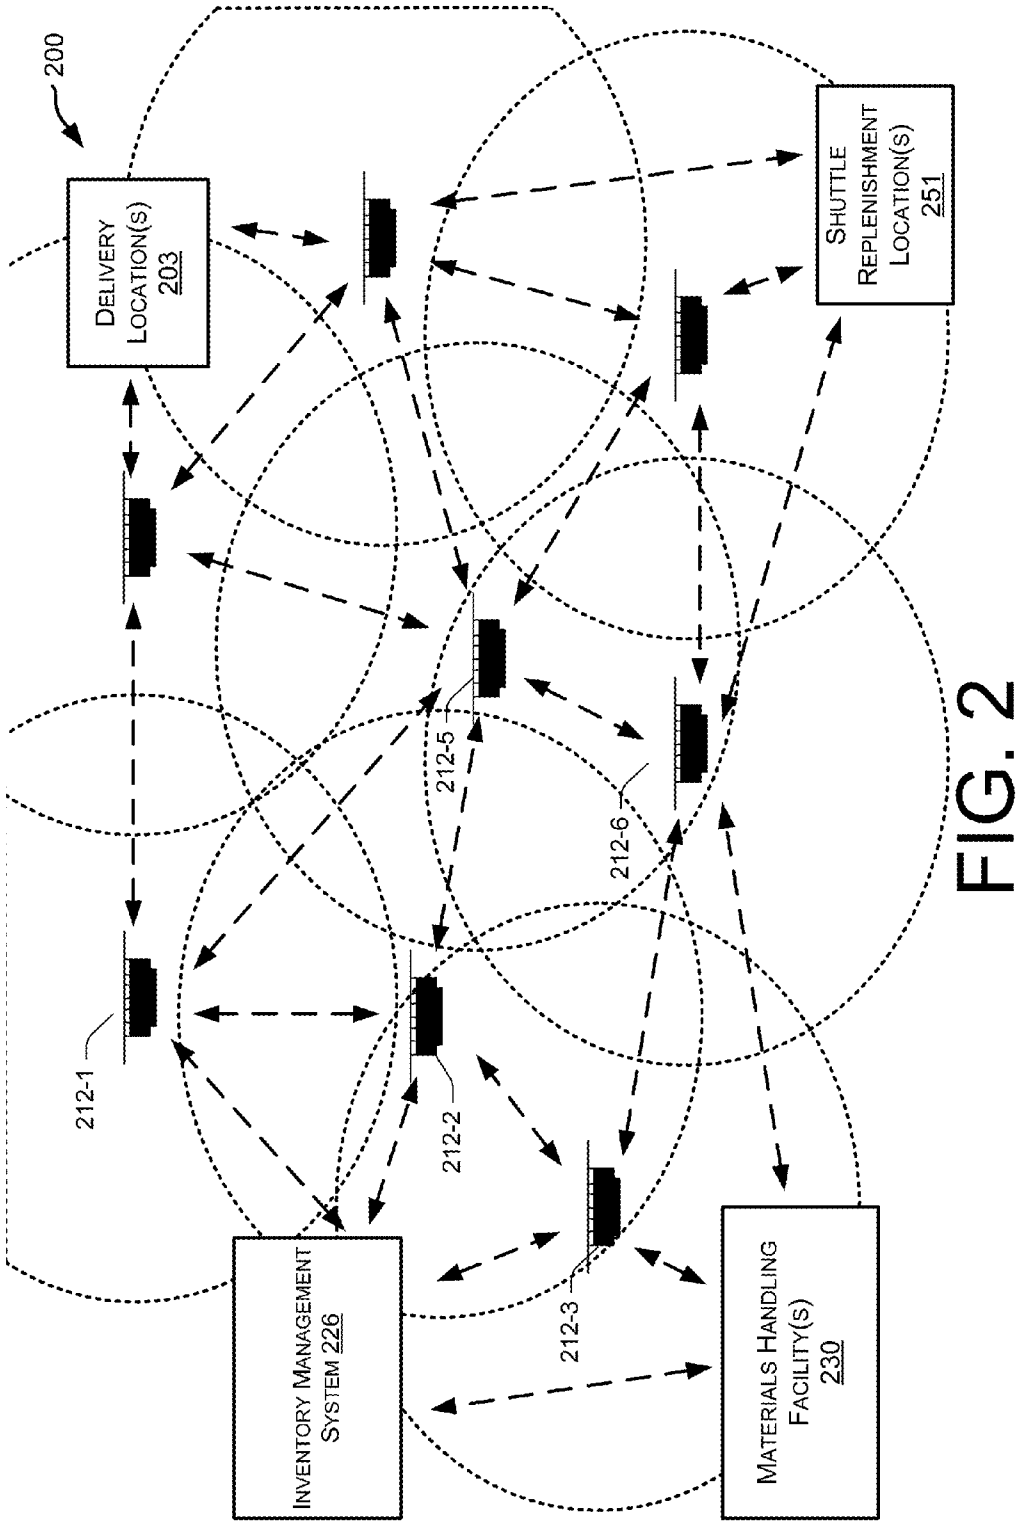 200
DELIVERY
LOCATION(S)
203
212-1
212-5
212-2
212-6
212-3
INVENTORY MANAGEMENT
SYSTEM 226
MATERIALS HANDLING
FACILITY(S)
230
SHUTTLE
REPLENISHMENT
LOCATION(S)
251
FIG. 2